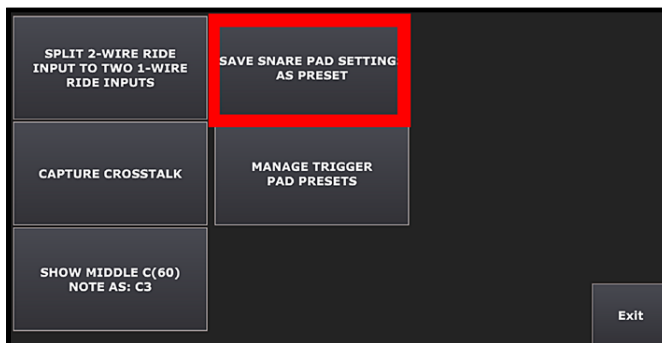 SPLIT 2-WIRE RIDE
INPUT TO TWO 1-WIRE
RIDE INPUTS
SAVE SNARE PAD SETTING
AS PRESET
CAPTURE CROSSTALK
MANAGE TRIGGER
PAD PRESETS
SHOW MIDDLE C(60)
NOTE AS: C3
Exit